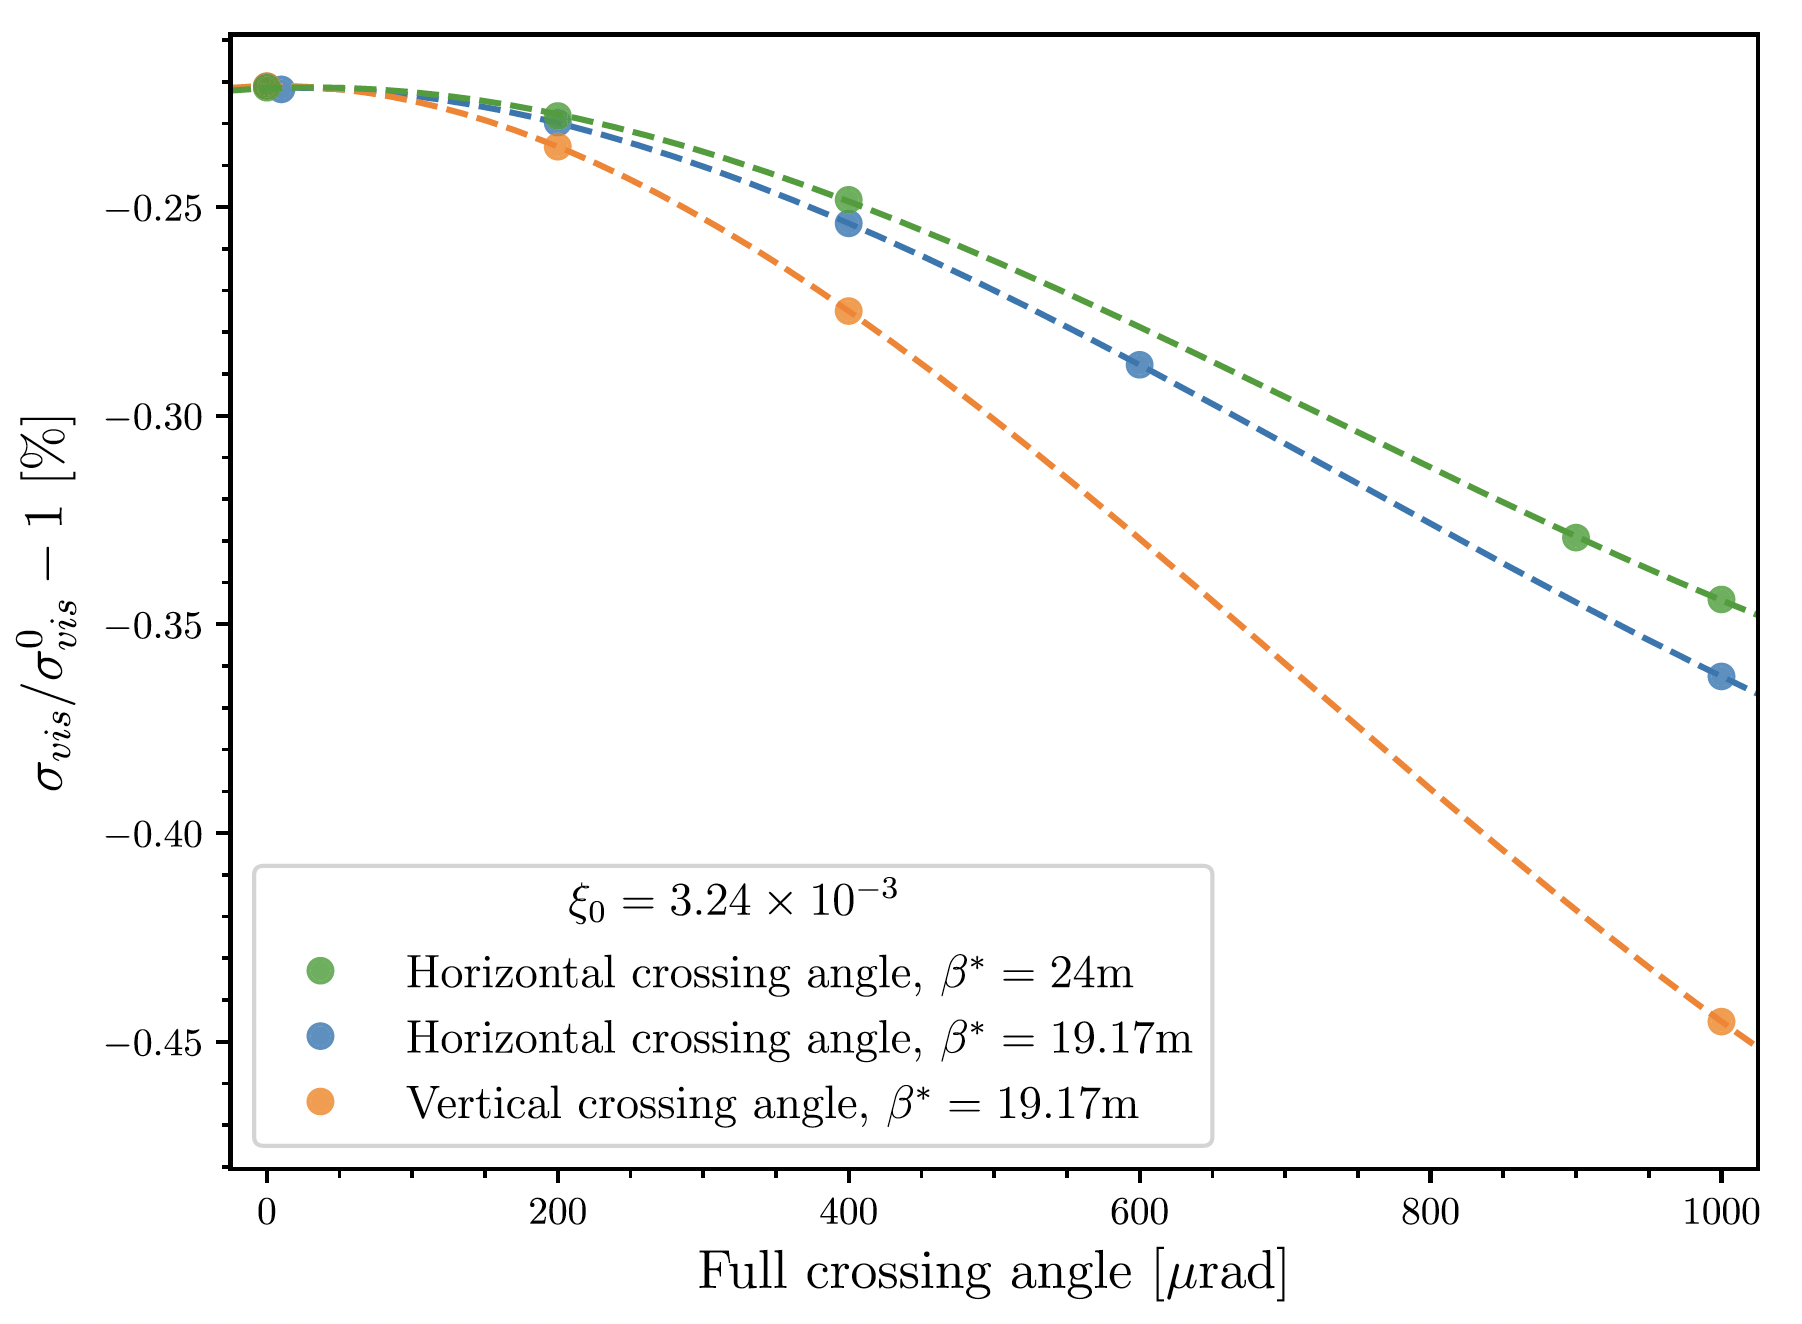 σ_vis/σ⁰_vis − 1 [%]
−0.25
−0.30
−0.35
−0.40
−0.45
ξ₀ = 3.24 × 10⁻³
Horizontal crossing angle, β* = 24m
Horizontal crossing angle, β* = 19.17m
Vertical crossing angle, β* = 19.17m
0 200 400 600 800 1000
Full crossing angle [μrad]